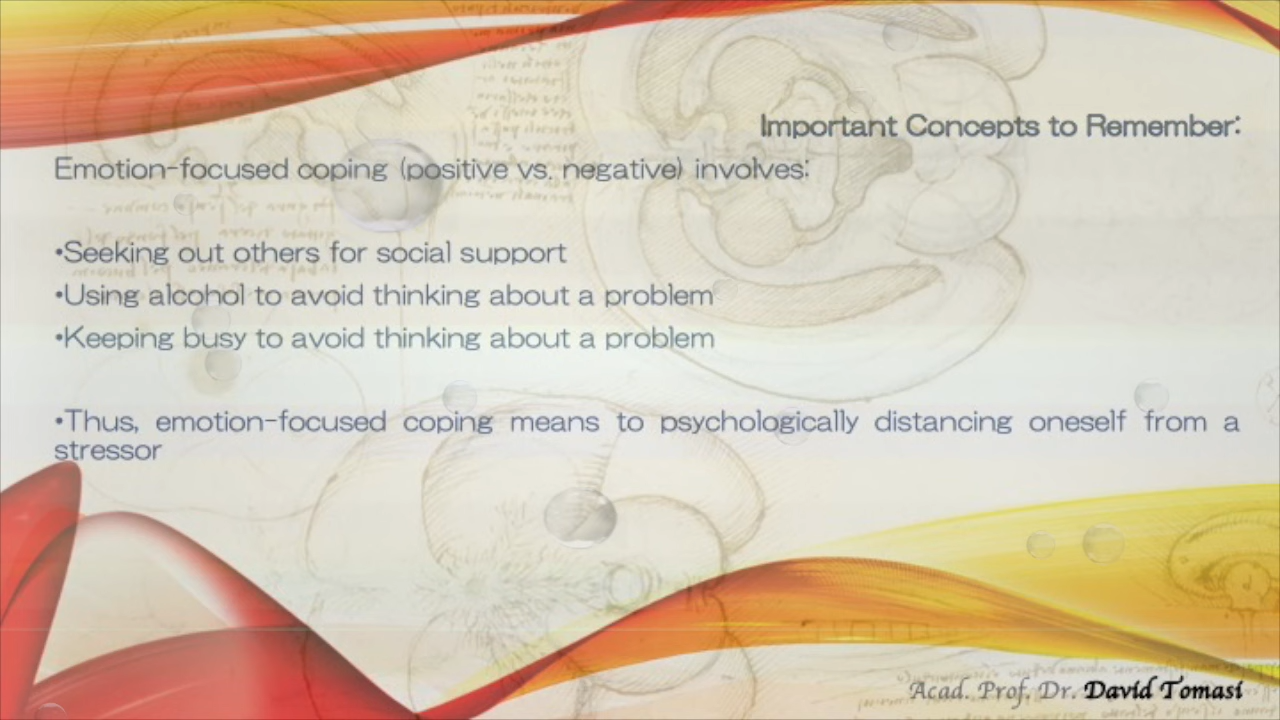 Important Concepts to Remember:
Emotion-focused coping (positive vs. negative) involves:
•Seeking out others for social support
•Using alcohol to avoid thinking about a problem
•Keeping busy to avoid thinking about a problem
•Thus, emotion-focused coping means to psychologically distancing oneself from a
stressor
Acad. Prof. Dr. David Tomasi